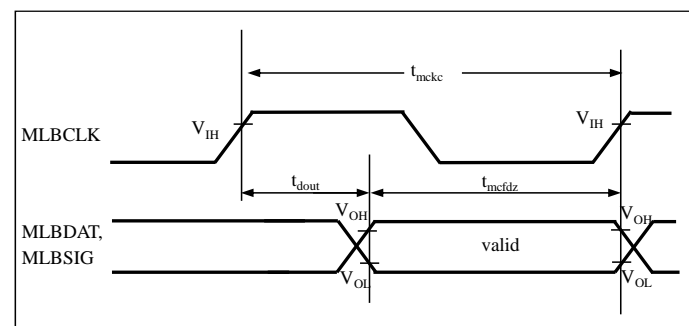 t_mckc
V_IH
V_IH
MLBCLK
t_dout
t_mcfdz
V_OH
V_OH
MLBDAT,
MLBSIG
valid
V_OL
V_OL